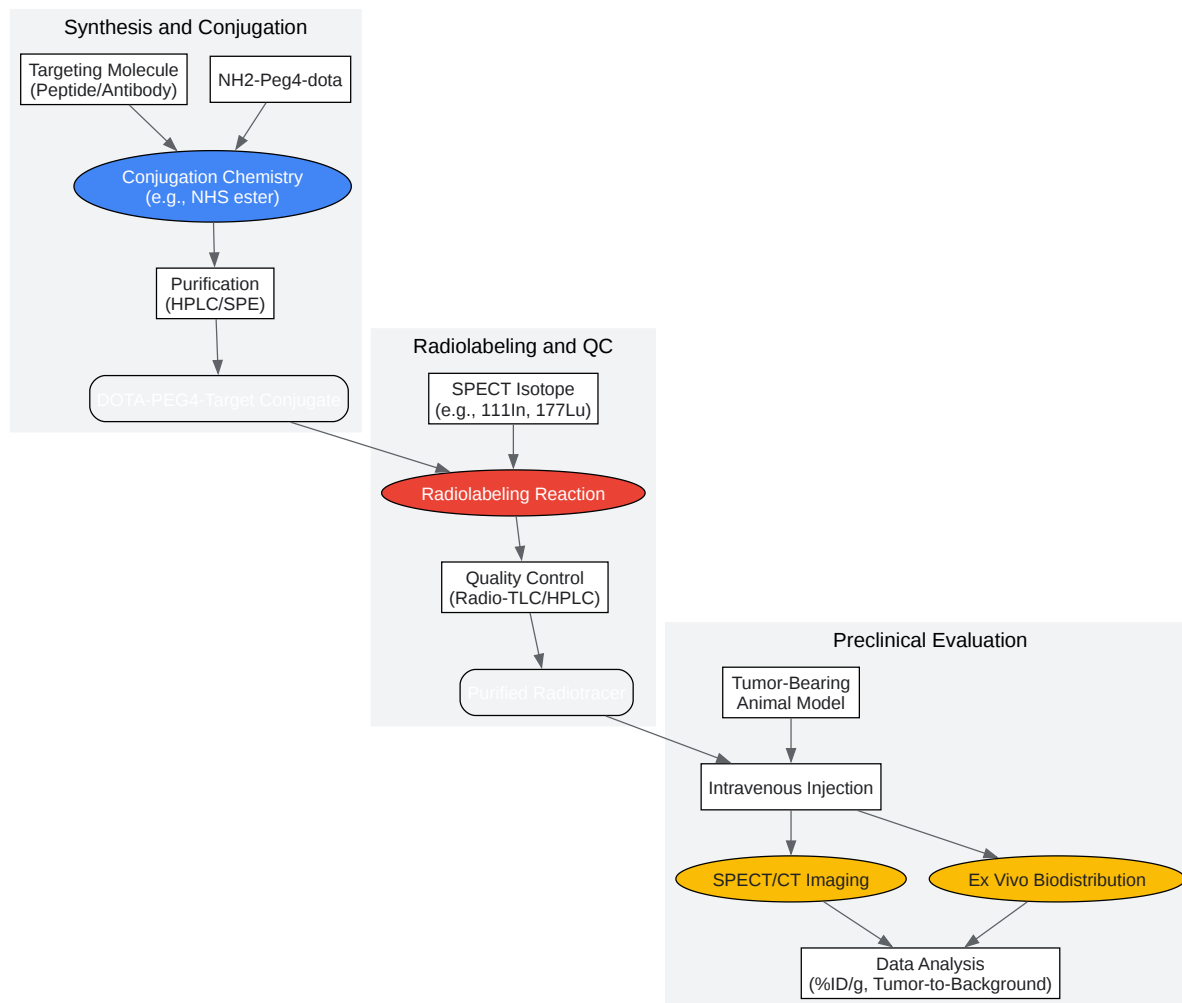 Synthesis and Conjugation
Targeting Molecule
(Peptide/Antibody)
NH2-Peg4-dota
Conjugation Chemistry
(e.g., NHS ester)
Purification
(HPLC/SPE)
DOTA-PEG4-Target Conjugate
Radiolabeling and QC
SPECT Isotope
(e.g., 111In, 177Lu)
Radiolabeling Reaction
Quality Control
(Radio-TLC/HPLC)
Purified Radiotracer
Preclinical Evaluation
Tumor-Bearing
Animal Model
Intravenous Injection
SPECT/CT Imaging
Ex Vivo Biodistribution
Data Analysis
(%ID/g, Tumor-to-Background)